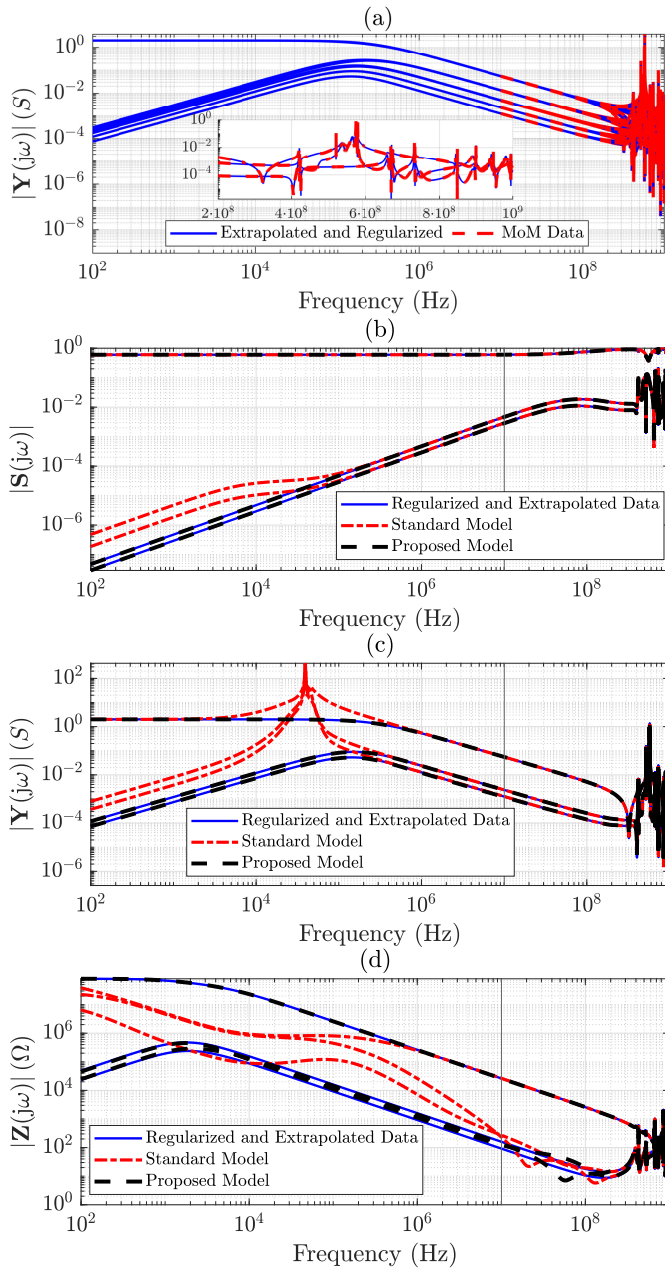 (a)
|Y(jω)| (S)
10^0
10^-2
10^-4
10^-6
10^-8
10^0
10^-2
10^-4
2·10^8
4·10^8
6·10^8
8·10^8
10^9
Extrapolated and Regularized
MoM Data
10^2
10^4
10^6
10^8
Frequency (Hz)
(b)
|S(jω)|
10^0
10^-2
10^-4
10^-6
Regularized and Extrapolated Data
Standard Model
Proposed Model
10^2
10^4
10^6
10^8
Frequency (Hz)
(c)
|Y(jω)| (S)
10^2
10^0
10^-2
10^-4
10^-6
Regularized and Extrapolated Data
Standard Model
Proposed Model
10^2
10^4
10^6
10^8
Frequency (Hz)
(d)
|Z(jω)| (Ω)
10^6
10^4
10^2
10^0
Regularized and Extrapolated Data
Standard Model
Proposed Model
10^2
10^4
10^6
10^8
Frequency (Hz)